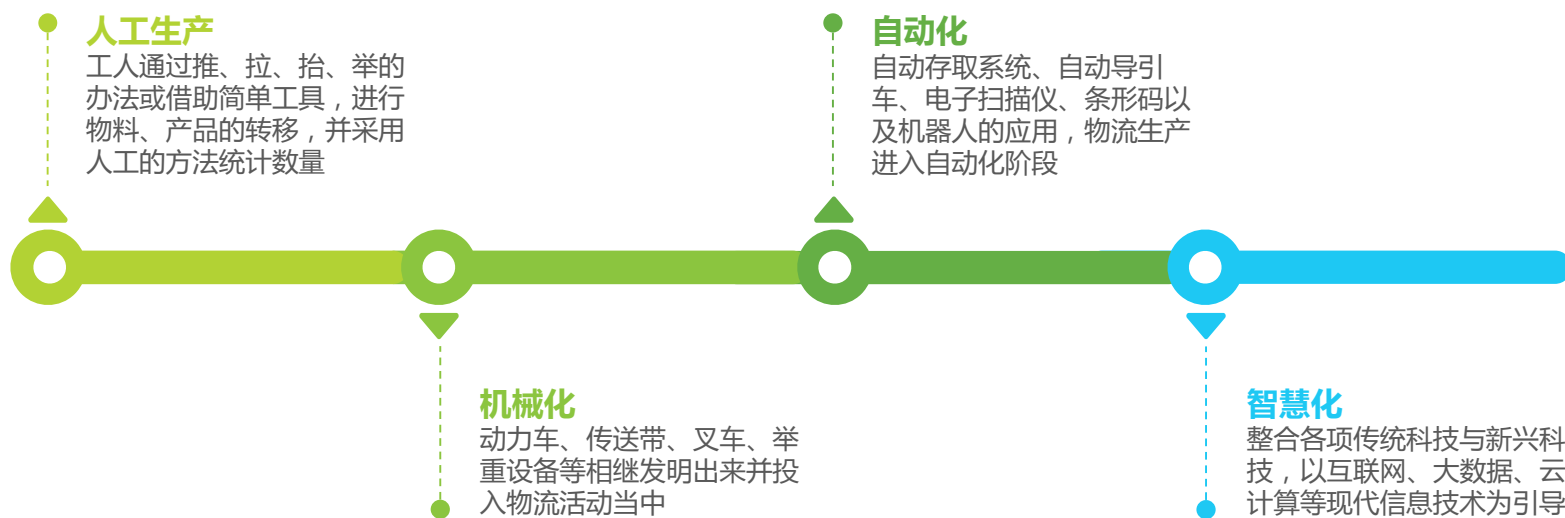 人工生产
工人通过推、拉、抬、举的
办法或借助简单工具，进行
物料、产品的转移，并采用
人工的方法统计数量
自动化
自动存取系统、自动导引
车、电子扫描仪、条形码以
及机器人的应用，物流生产
进入自动化阶段
机械化
动力车、传送带、叉车、举
重设备等相继发明出来并投
入物流活动当中
智慧化
整合各项传统科技与新兴科
技，以互联网、大数据、云
计算等现代信息技术为引导